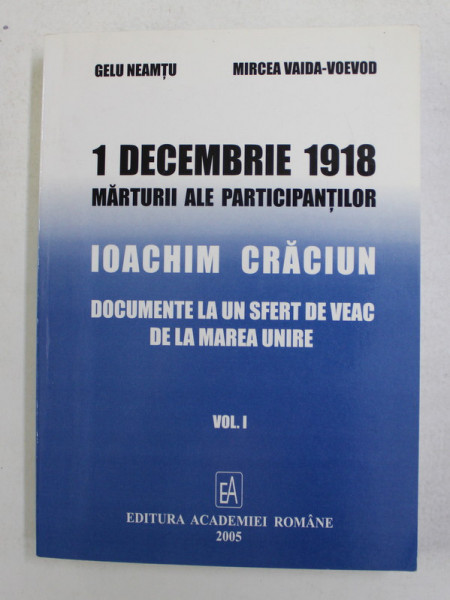 GELU NEAMȚU MIRCEA VAIDA-VOEVOD
1 DECEMBRIE 1918
MĂRTURII ALE PARTICIPANȚILOR
IOACHIM CRĂCIUN
DOCUMENTE LA UN SFERT DE VEAC
DE LA MAREA UNIRE
VOL. I
EA
EDITURA ACADEMIEI ROMÂNE
2005